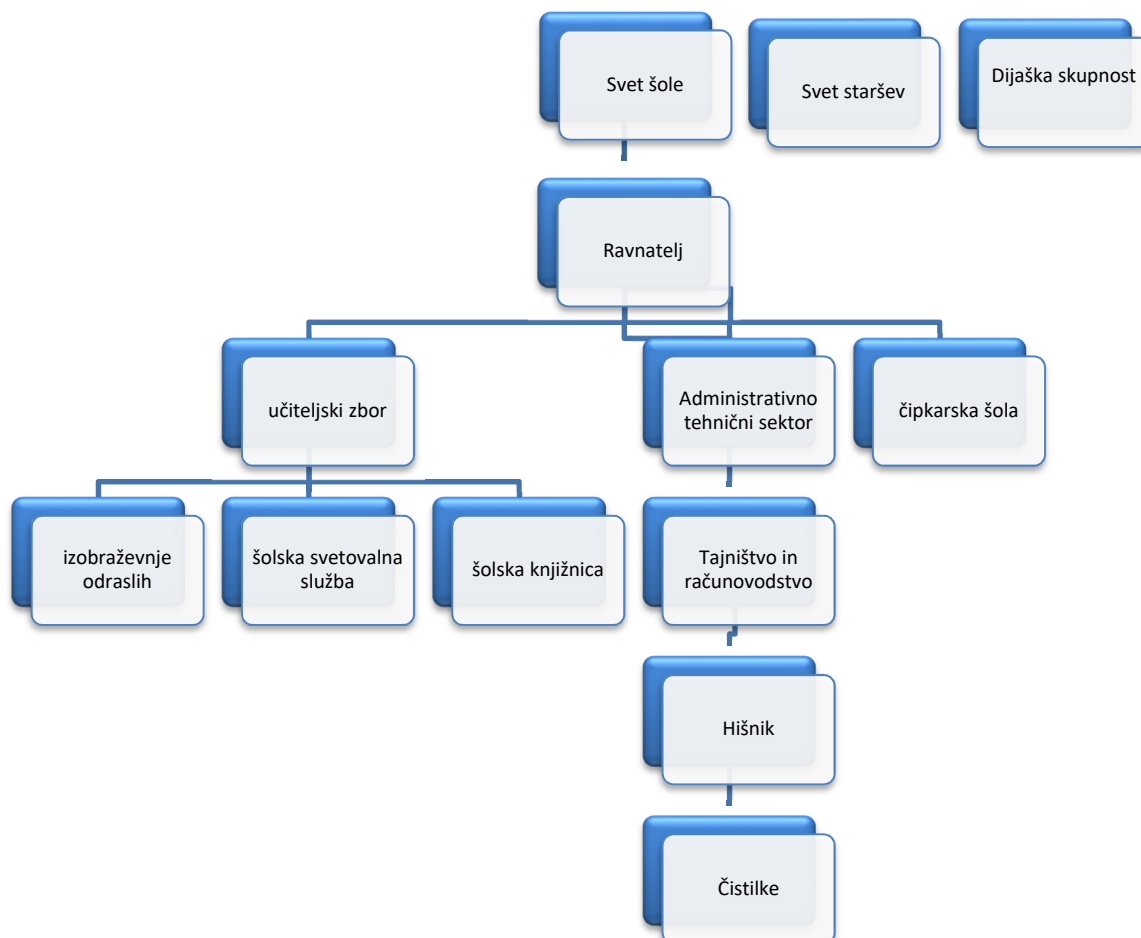 Svet šole
Svet staršev
Dijaška skupnost
Ravnatelj
učiteljski zbor
Administrativno
tehnični sektor
čipkarska šola
izobraževnje
odraslih
šolska svetovalna
služba
šolska knjižnica
Tajništvo in
računovodstvo
Hišnik
Čistilke